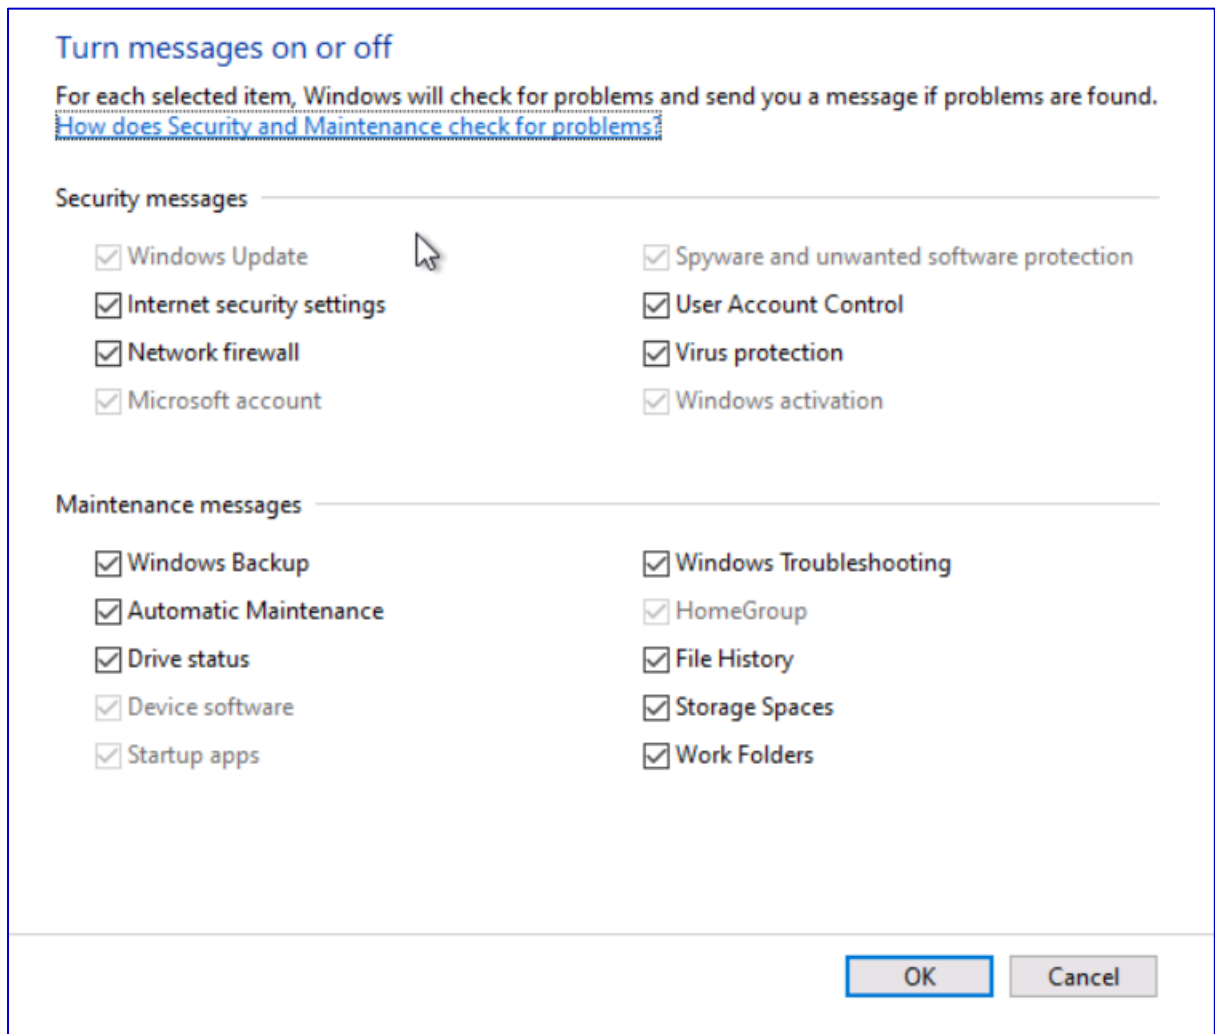 Turn messages on or off
For each selected item, Windows will check for problems and send you a message if problems are found.
How does Security and Maintenance check for problems?
Security messages
Windows Update
Spyware and unwanted software protection
Internet security settings
User Account Control
Network firewall
Virus protection
Microsoft account
Windows activation
Maintenance messages
Windows Backup
Windows Troubleshooting
Automatic Maintenance
HomeGroup
Drive status
File History
Device software
Storage Spaces
Startup apps
Work Folders
OK
Cancel